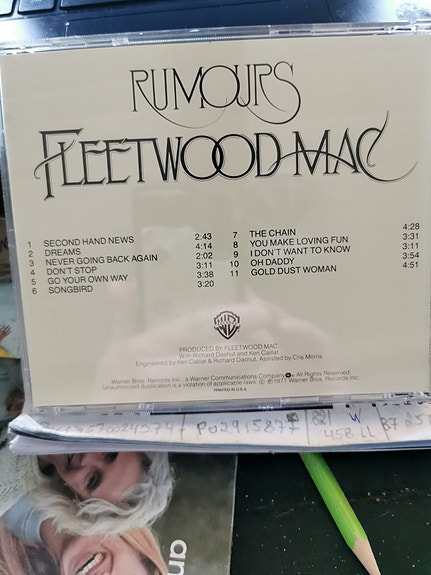 RUMOURS
FLEETWOOD MAC
1 SECOND HAND NEWS 2:43
2 DREAMS 4:14
3 NEVER GOING BACK AGAIN 2:02
4 DON'T STOP 3:11
5 GO YOUR OWN WAY 3:38
6 SONGBIRD 3:20
7 THE CHAIN 4:28
8 YOU MAKE LOVING FUN 3:31
9 I DON'T WANT TO KNOW 3:11
10 OH DADDY 3:54
11 GOLD DUST WOMAN 4:51
PRODUCED BY FLEETWOOD MAC
With Richard Dashut and Ken Caillat
Engineered by Ken Caillat & Richard Dashut, Assisted by Cris Morris
Warner Bros. Records Inc., a Warner Communications Company. All Rights Reserved.
Unauthorized duplication is a violation of applicable laws. © ℗ 1977 Warner Bros. Records Inc.
PRINTED IN U.S.A.
821 W
458 LL
an